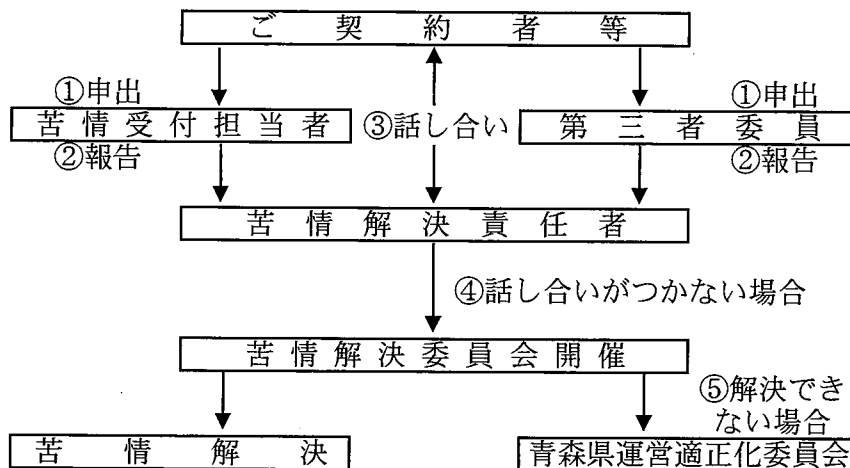 ご契約者等
①申出
①申出
苦情受付担当者
③話し合い
第三者委員
②報告
②報告
苦情解決責任者
④話し合いがつかない場合
苦情解決委員会開催
⑤解決でき
ない場合
苦情解決
青森県運営適正化委員会